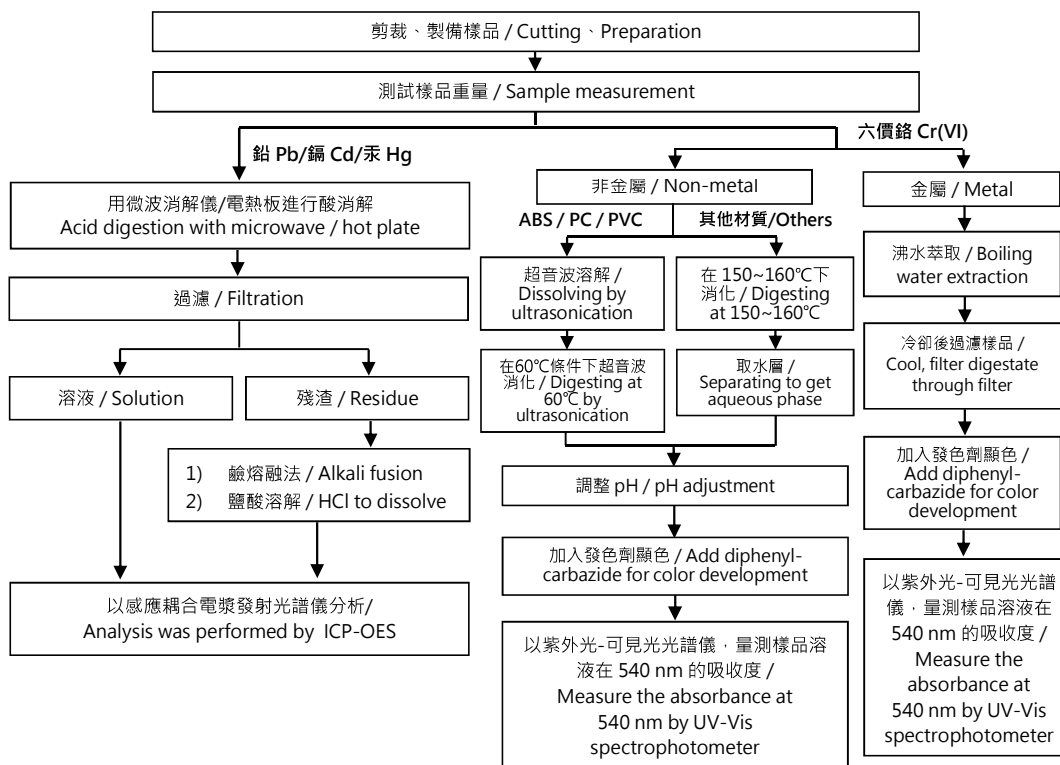 剪裁、製備樣品 / Cutting、Preparation
測試樣品重量 / Sample measurement
鉛 Pb/鎘 Cd/汞 Hg
六價鉻 Cr(VI)
用微波消解儀/電熱板進行酸消解
Acid digestion with microwave / hot plate
過濾 / Filtration
溶液 / Solution
殘渣 / Residue
1) 鹼熔融法 / Alkali fusion
2) 鹽酸溶解 / HCl to dissolve
以感應耦合電漿發射光譜儀分析/
Analysis was performed by ICP-OES
非金屬 / Non-metal
ABS / PC / PVC
其他材質/Others
超音波溶解 /
Dissolving by
ultrasonication
在60℃條件下超音波
消化 / Digesting at
60℃ by
ultrasonication
在 150~160℃下
消化 / Digesting
at 150~160℃
取水層 /
Separating to get
aqueous phase
調整 pH / pH adjustment
加入發色劑顯色 / Add diphenyl-
carbazide for color development
以紫外光-可見光光譜儀，量測樣品溶
液在 540 nm 的吸收度 /
Measure the absorbance at
540 nm by UV-Vis
spectrophotometer
金屬 / Metal
沸水萃取 / Boiling
water extraction
冷卻後過濾樣品 /
Cool, filter digestate
through filter
加入發色劑顯色 /
Add diphenyl-
carbazide for color
development
以紫外光-可見光光譜
儀，量測樣品溶液在
540 nm 的吸收度 /
Measure the
absorbance at
540 nm by UV-Vis
spectrophotometer